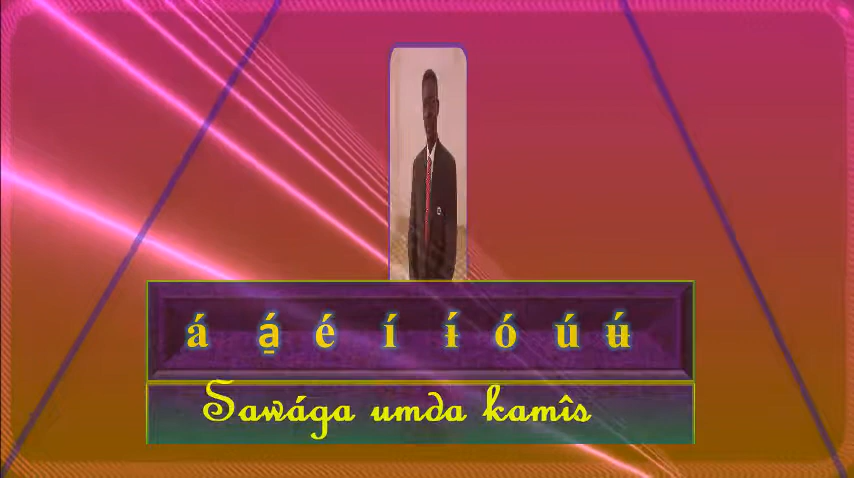 á á̱ é í ɨ́ ó ú ʉ́
Sawága umda kamîs